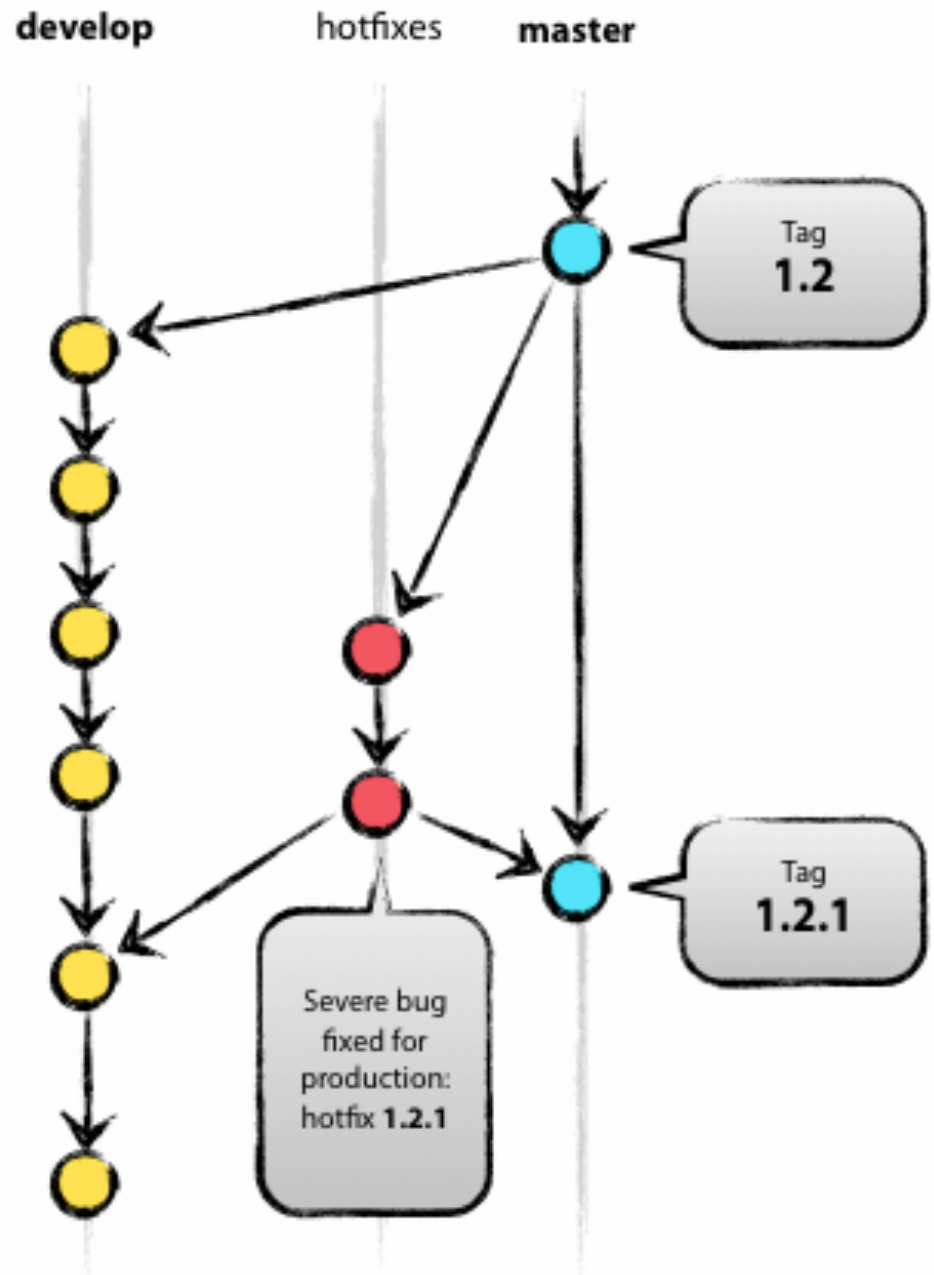 develop
hotfixes
master
Tag
1.2
Tag
1.2.1
Severe bug
fixed for
production:
hotfix 1.2.1